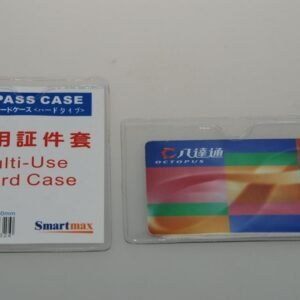 PASS CASE
ードケース<ハードタイプ>
用証件套
ulti-Use
rd Case
Smartmax
八達通
OCTOPUS